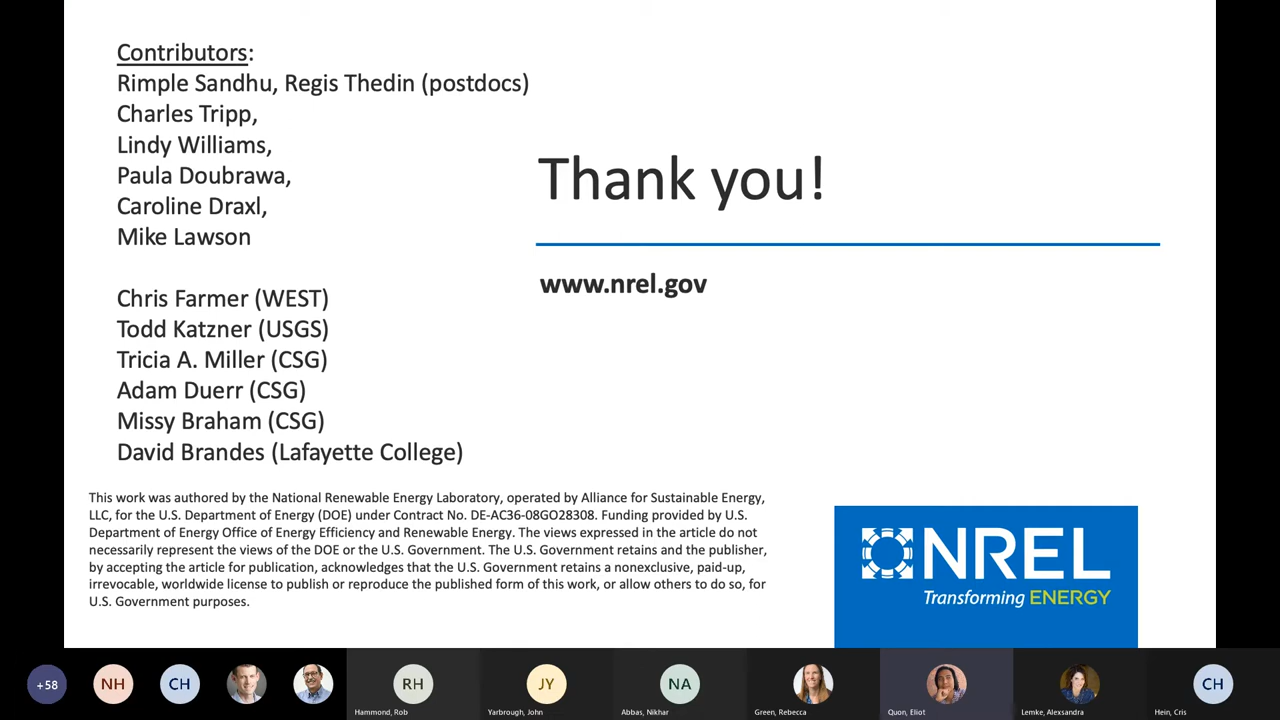 Contributors:
Rimple Sandhu, Regis Thedin (postdocs)
Charles Tripp,
Lindy Williams,
Paula Doubrawa,
Caroline Draxl,
Mike Lawson
Chris Farmer (WEST)
Todd Katzner (USGS)
Tricia A. Miller (CSG)
Adam Duerr (CSG)
Missy Braham (CSG)
David Brandes (Lafayette College)
Thank you!
www.nrel.gov
This work was authored by the National Renewable Energy Laboratory, operated by Alliance for Sustainable Energy,
LLC, for the U.S. Department of Energy (DOE) under Contract No. DE-AC36-08GO28308. Funding provided by U.S.
Department of Energy Office of Energy Efficiency and Renewable Energy. The views expressed in the article do not
necessarily represent the views of the DOE or the U.S. Government. The U.S. Government retains and the publisher,
by accepting the article for publication, acknowledges that the U.S. Government retains a nonexclusive, paid-up,
irrevocable, worldwide license to publish or reproduce the published form of this work, or allow others to do so, for
U.S. Government purposes.
NREL
Transforming ENERGY
+58 NH CH RH JY NA CH
Hammond, Rob Yarbrough, John Abbas, Nikhar Green, Rebecca Quon, Eliot Lemke, Alexsandra Hein, Cris